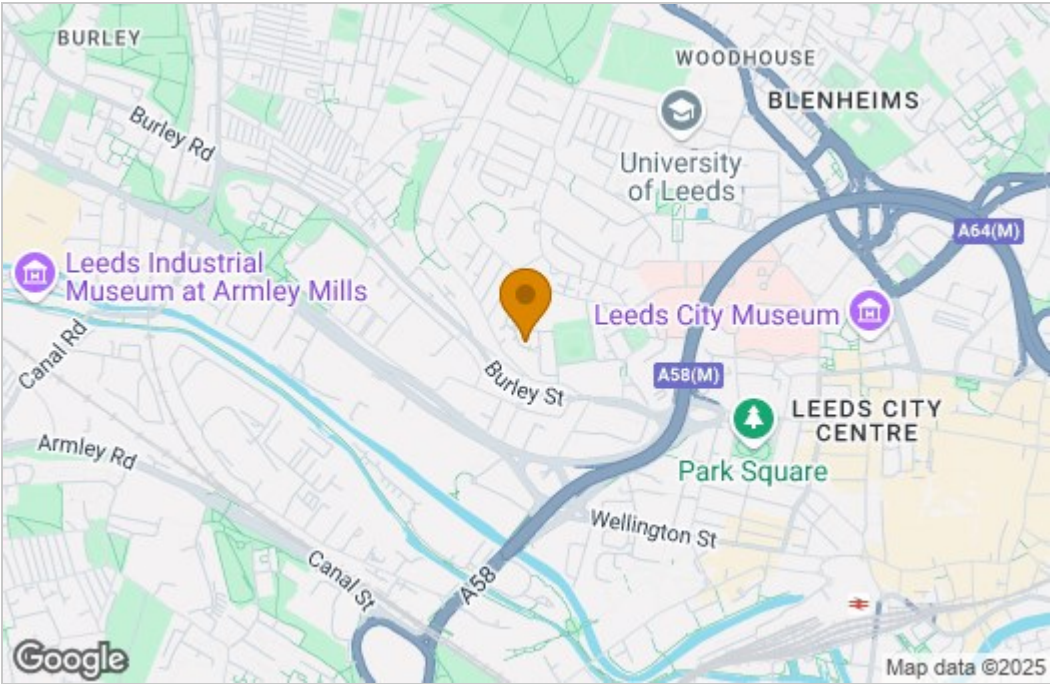 BURLEY
WOODHOUSE
BLENHEIMS
Burley Rd
University
of Leeds
A64(M)
Leeds Industrial
Museum at Armley Mills
Leeds City Museum
Canal Rd
A58(M)
Burley St
LEEDS CITY
CENTRE
Armley Rd
Park Square
Wellington St
Canal St
A58
Google
Map data ©2025